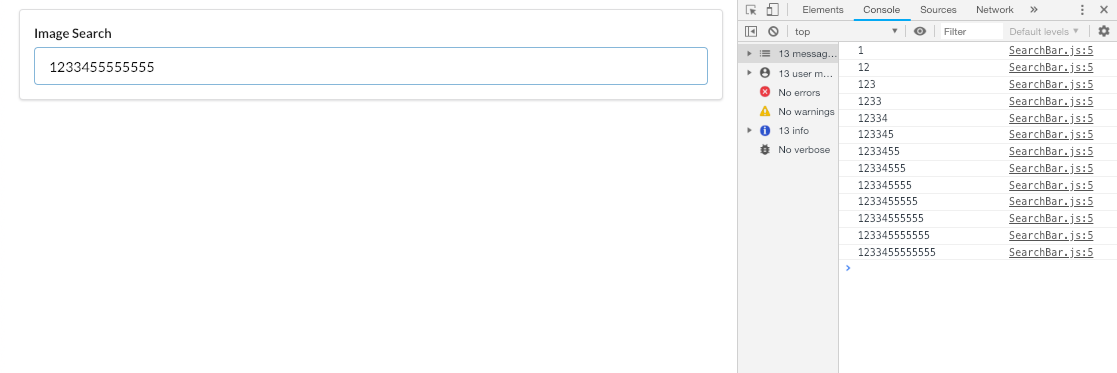 Image Search
1233455555555
Elements Console Sources Network »
top Filter Default levels
13 messag...
13 user m...
No errors
No warnings
13 info
No verbose
1 SearchBar.js:5
12 SearchBar.js:5
123 SearchBar.js:5
1233 SearchBar.js:5
12334 SearchBar.js:5
123345 SearchBar.js:5
1233455 SearchBar.js:5
12334555 SearchBar.js:5
123345555 SearchBar.js:5
1233455555 SearchBar.js:5
12334555555 SearchBar.js:5
123345555555 SearchBar.js:5
1233455555555 SearchBar.js:5